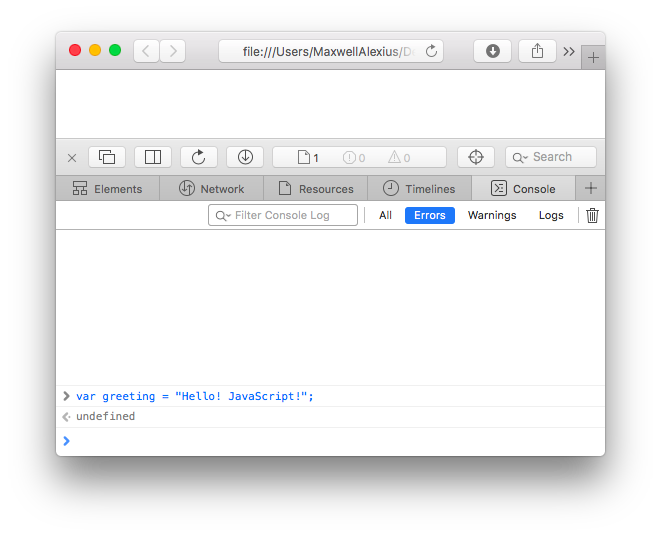 file:///Users/MaxwellAlexius/De
1 0 0 Search
Elements Network Resources Timelines Console
Filter Console Log All Errors Warnings Logs
var greeting = "Hello! JavaScript!";
undefined